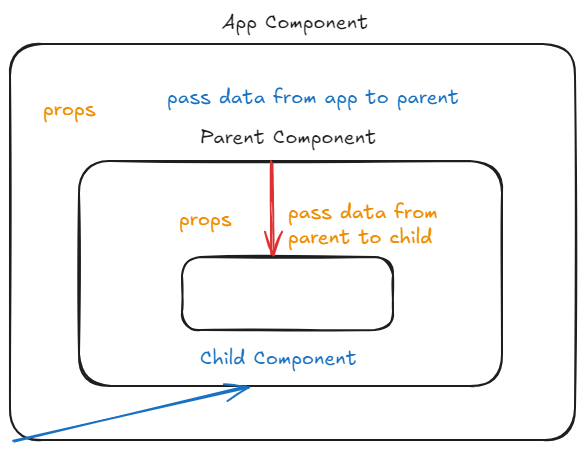 App Component
pass data from app to parent
props
Parent Component
props
pass data from
parent to child
Child Component